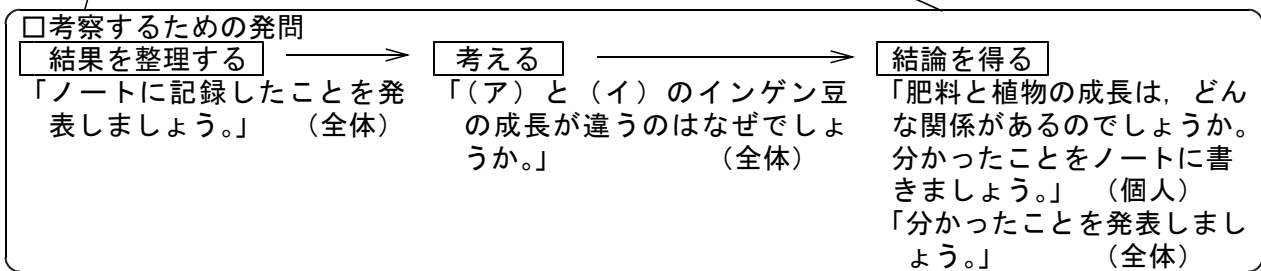 □考察するための発問
結果を整理する
「ノートに記録したことを発
表しましょう。」 （全体）
考える
「（ア）と（イ）のインゲン豆
の成長が違うのはなぜでしょ
うか。」 （全体）
結論を得る
「肥料と植物の成長は，どん
な関係があるのでしょうか。
分かったことをノートに書
きましょう。」 （個人）
「分かったことを発表しまし
ょう。」 （全体）